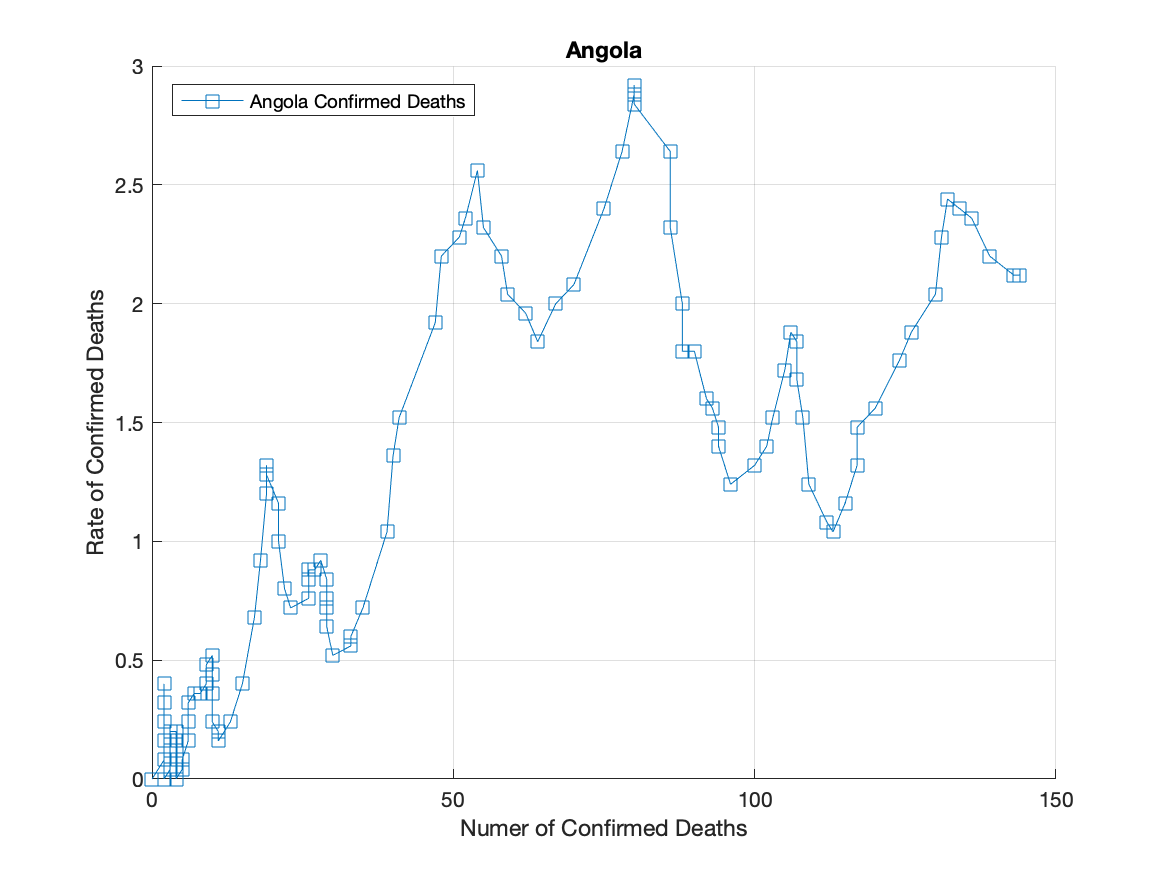 Angola
Angola Confirmed Deaths
3
2.5
2
1.5
1
0.5
0
0 50 100 150
Rate of Confirmed Deaths
Numer of Confirmed Deaths